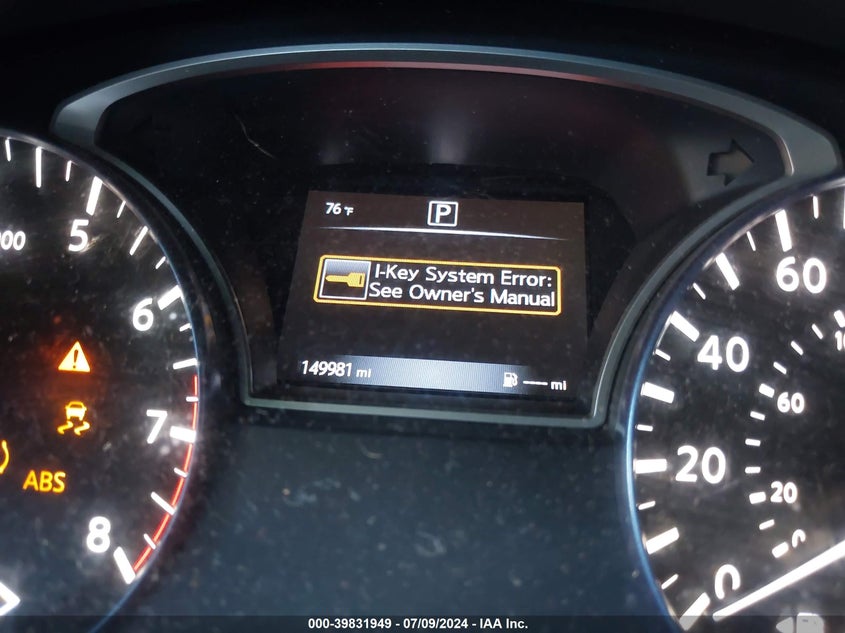 76 °F
P
I-Key System Error:
See Owner's Manual
149981 mi
---- mi
5
6
7
8
ABS
60
40
20
0
60
20
0
000-39831949 - 07/09/2024 - IAA Inc.